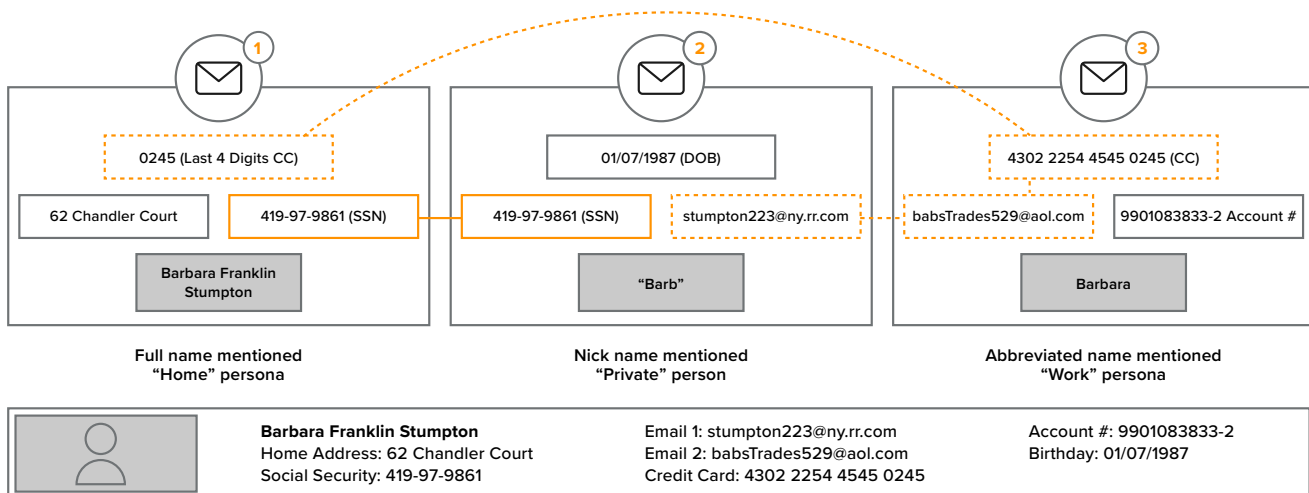 1
2
3
0245 (Last 4 Digits CC)
62 Chandler Court
419-97-9861 (SSN)
Barbara Franklin
Stumpton
01/07/1987 (DOB)
419-97-9861 (SSN)
stumpton223@ny.rr.com
“Barb”
4302 2254 4545 0245 (CC)
babsTrades529@aol.com
9901083833-2 Account #
Barbara
Full name mentioned
“Home” persona
Nick name mentioned
“Private” person
Abbreviated name mentioned
“Work” persona
Barbara Franklin Stumpton
Home Address: 62 Chandler Court
Social Security: 419-97-9861
Email 1: stumpton223@ny.rr.com
Email 2: babsTrades529@aol.com
Credit Card: 4302 2254 4545 0245
Account #: 9901083833-2
Birthday: 01/07/1987